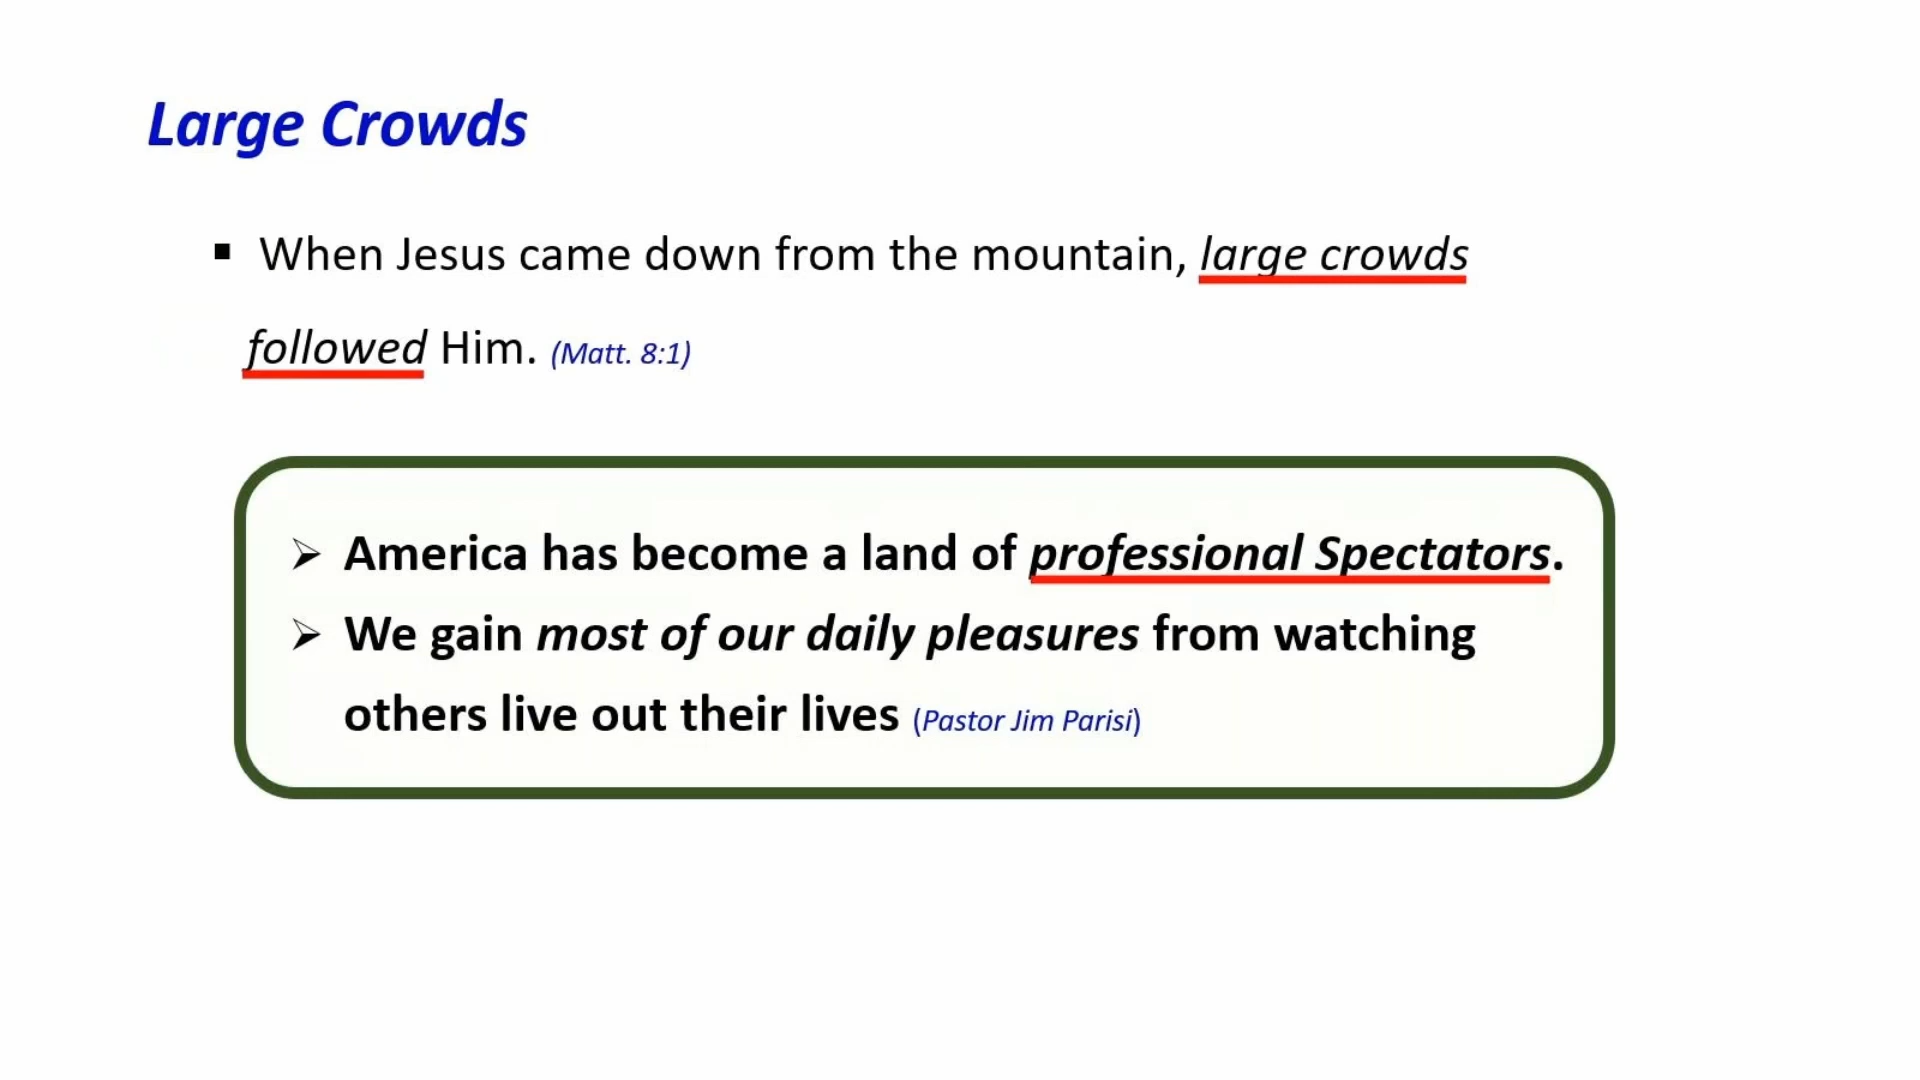 Large Crowds
▪ When Jesus came down from the mountain, large crowds
followed Him. (Matt. 8:1)
➢ America has become a land of professional Spectators.
➢ We gain most of our daily pleasures from watching
others live out their lives (Pastor Jim Parisi)